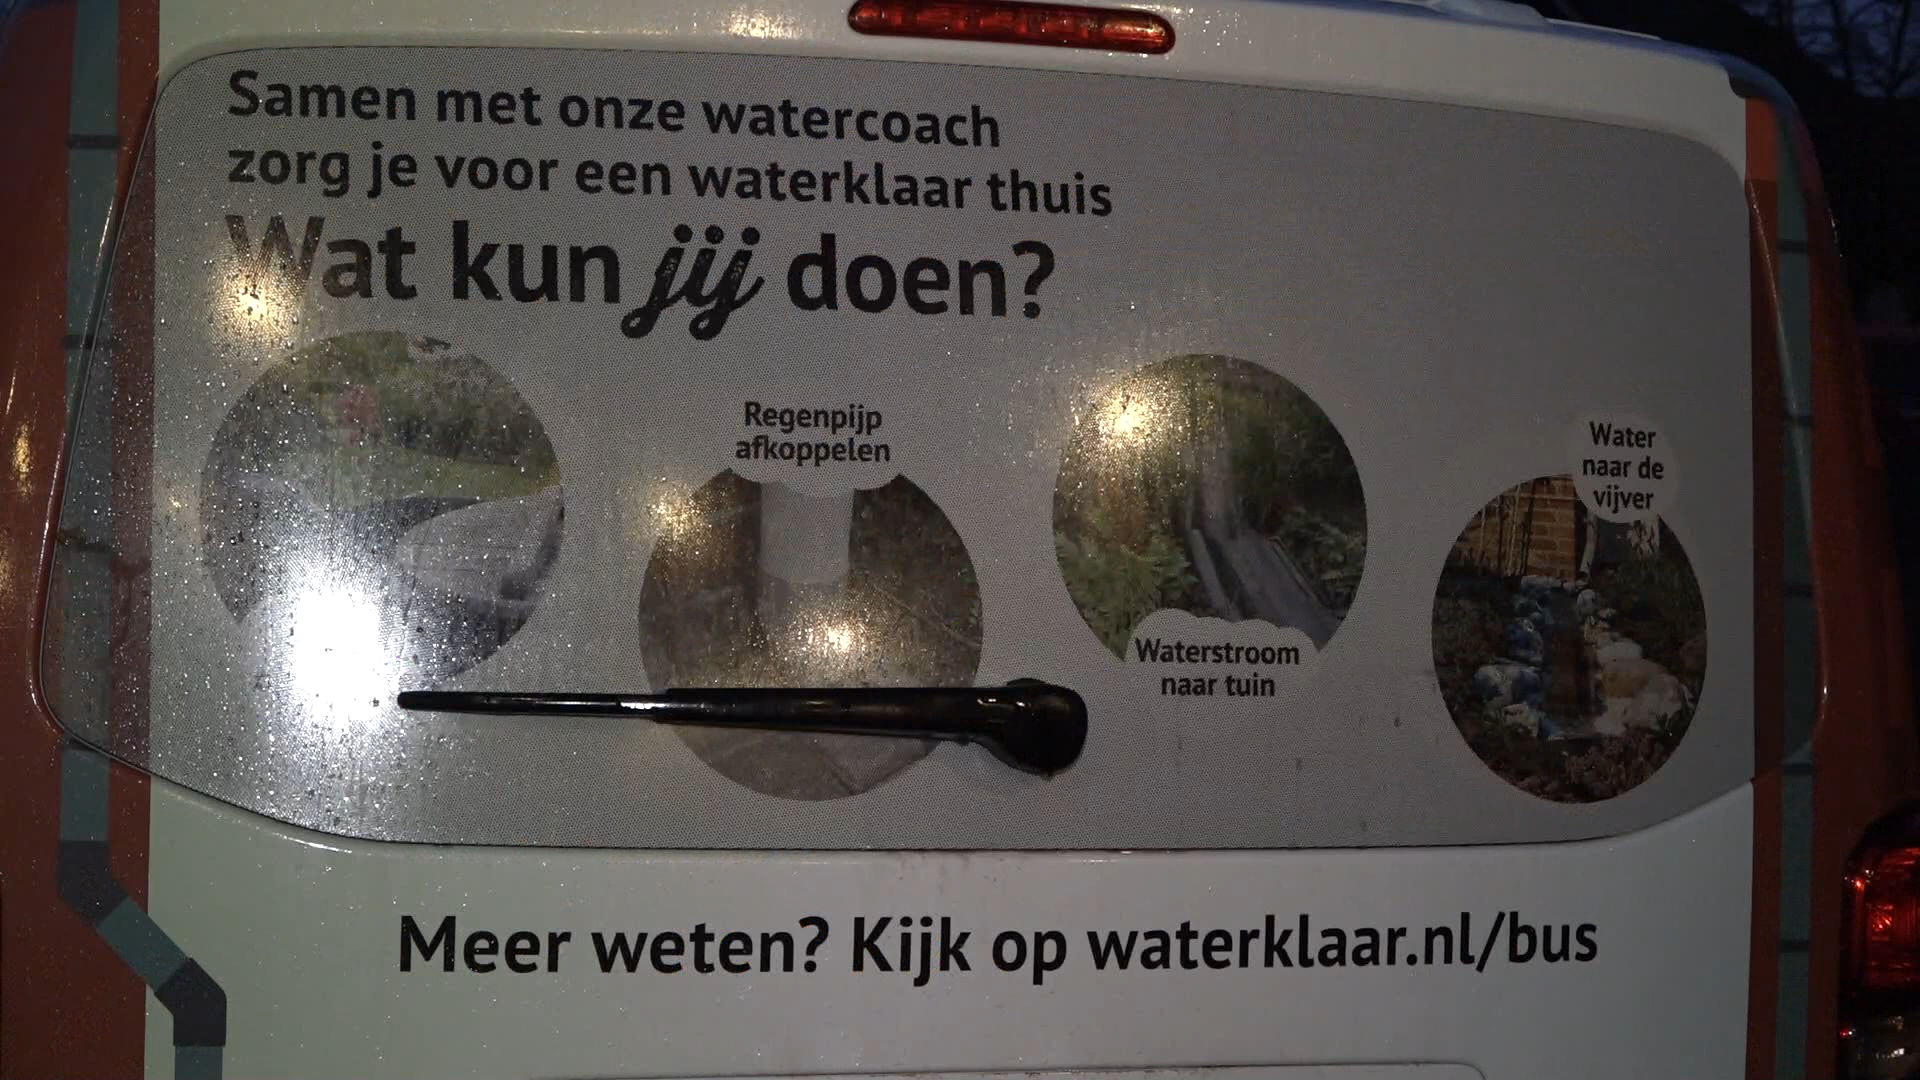 Samen met onze watercoach
zorg je voor een waterklaar thuis
Wat kun jij doen?
Regenpijp
afkoppelen
Waterstroom
naar tuin
Water
naar de
vijver
Meer weten? Kijk op waterklaar.nl/bus